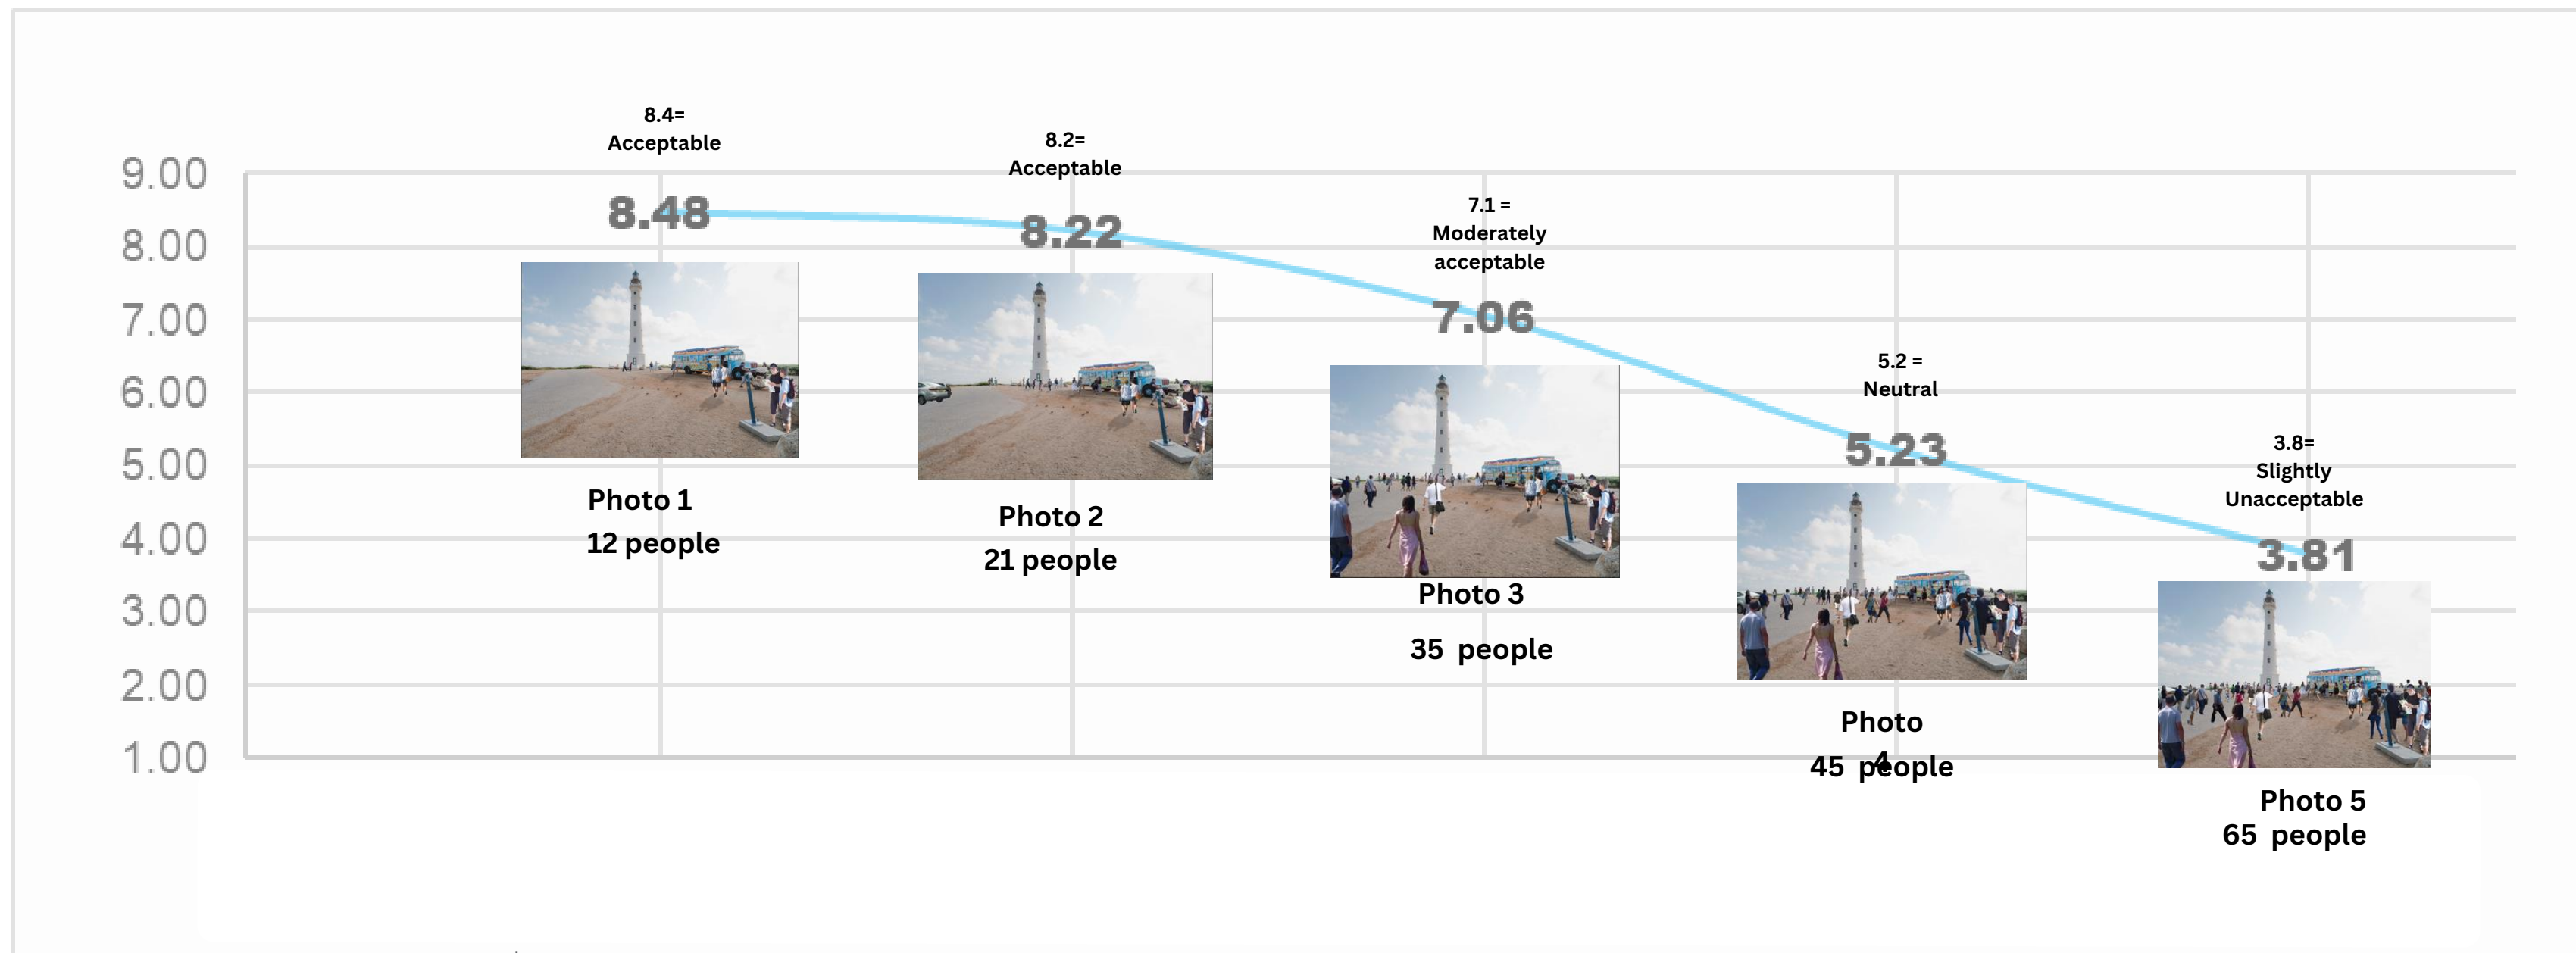 8.4=
Acceptable
8.2=
Acceptable
7.1 =
Moderately
acceptable
5.2 =
Neutral
3.8=
Slightly
Unacceptable
9.00
8.00
7.00
6.00
5.00
4.00
3.00
2.00
1.00
8.48
8.22
7.06
5.23
3.81
Photo 1
12 people
Photo 2
21 people
Photo 3
35 people
Photo
4
45 people
Photo 5
65 people